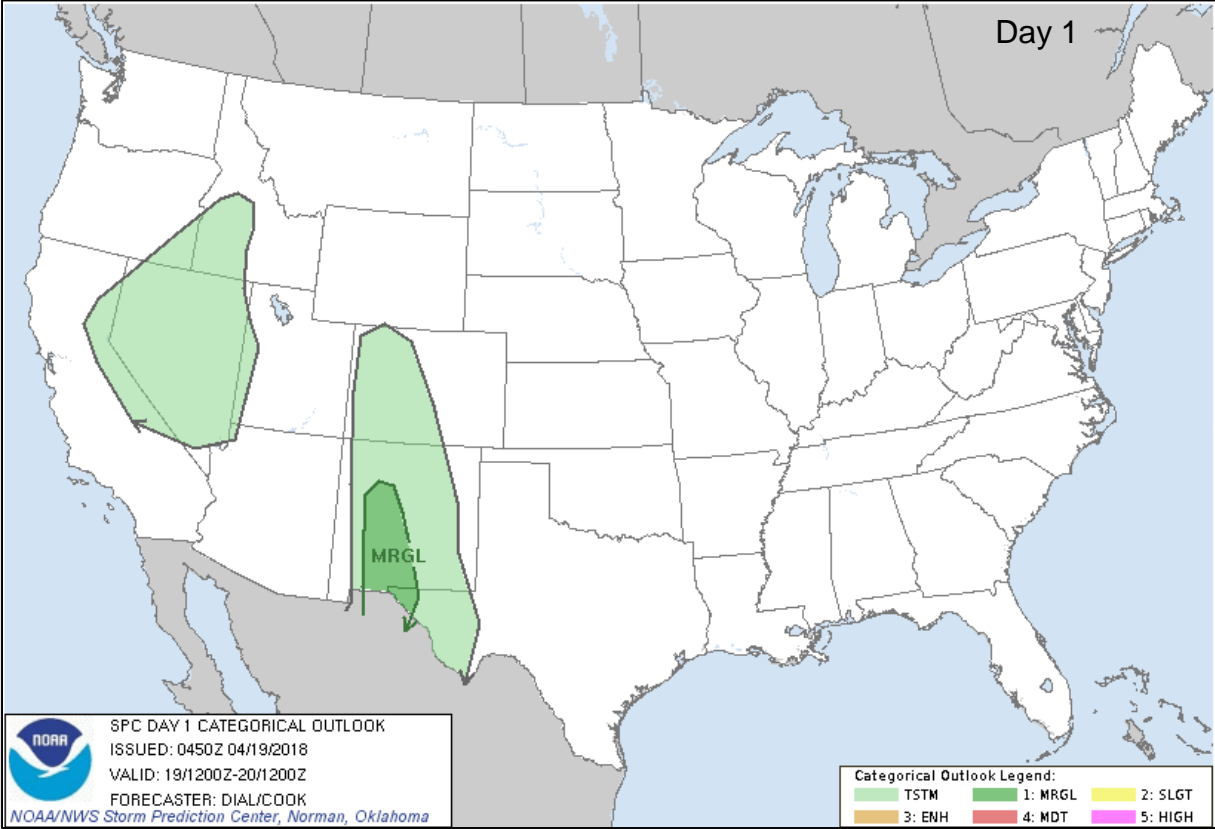 Day 1
MRGL
NOAA
SPC DAY 1 CATEGORICAL OUTLOOK
ISSUED: 0450Z 04/19/2018
VALID: 19/1200Z-20/1200Z
FORECASTER: DIAL/COOK
NOAA/NWS Storm Prediction Center, Norman, Oklahoma
Categorical Outlook Legend:
TSTM 1: MRGL 2: SLGT
3: ENH 4: MDT 5: HIGH